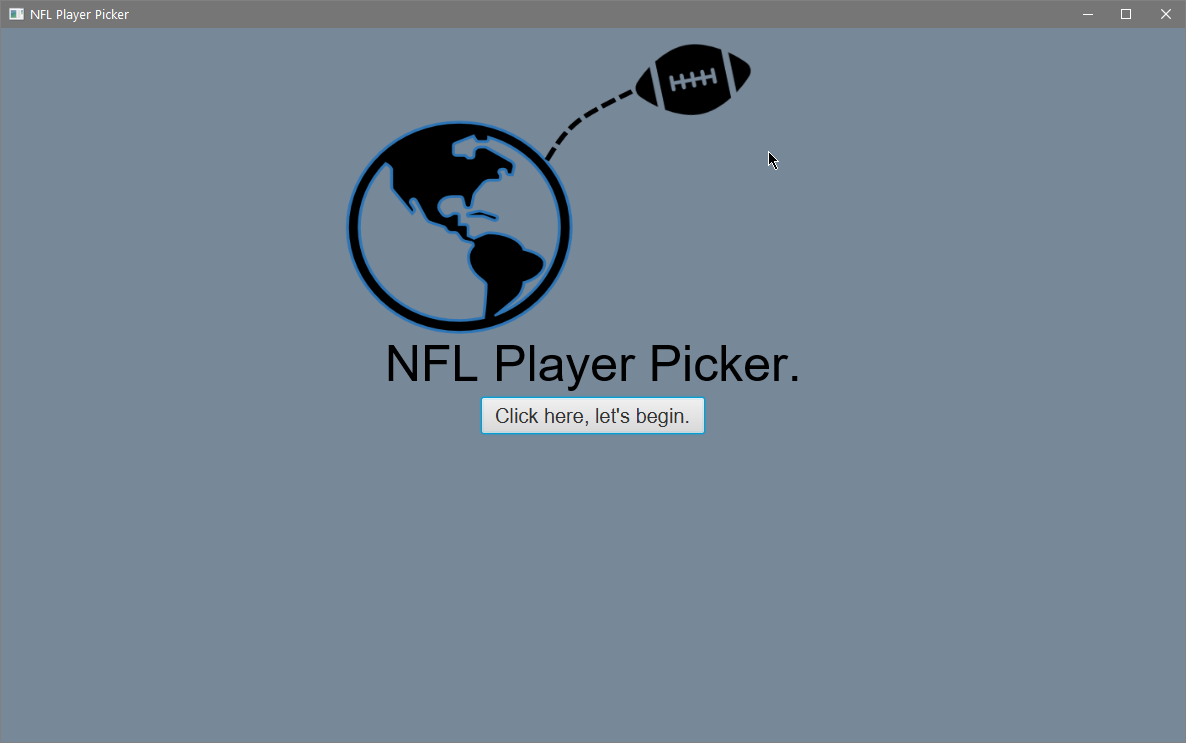 NFL Player Picker
NFL Player Picker.
Click here, let's begin.